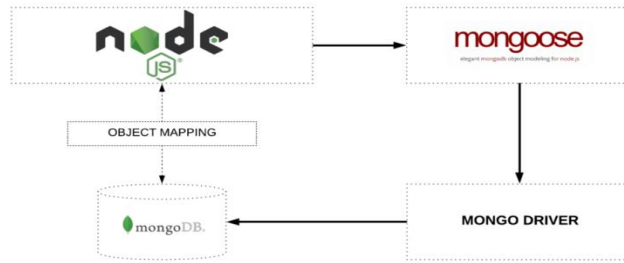 node
JS
mongoose
elegant mongodb object modeling for node.js
OBJECT MAPPING
mongoDB.
MONGO DRIVER